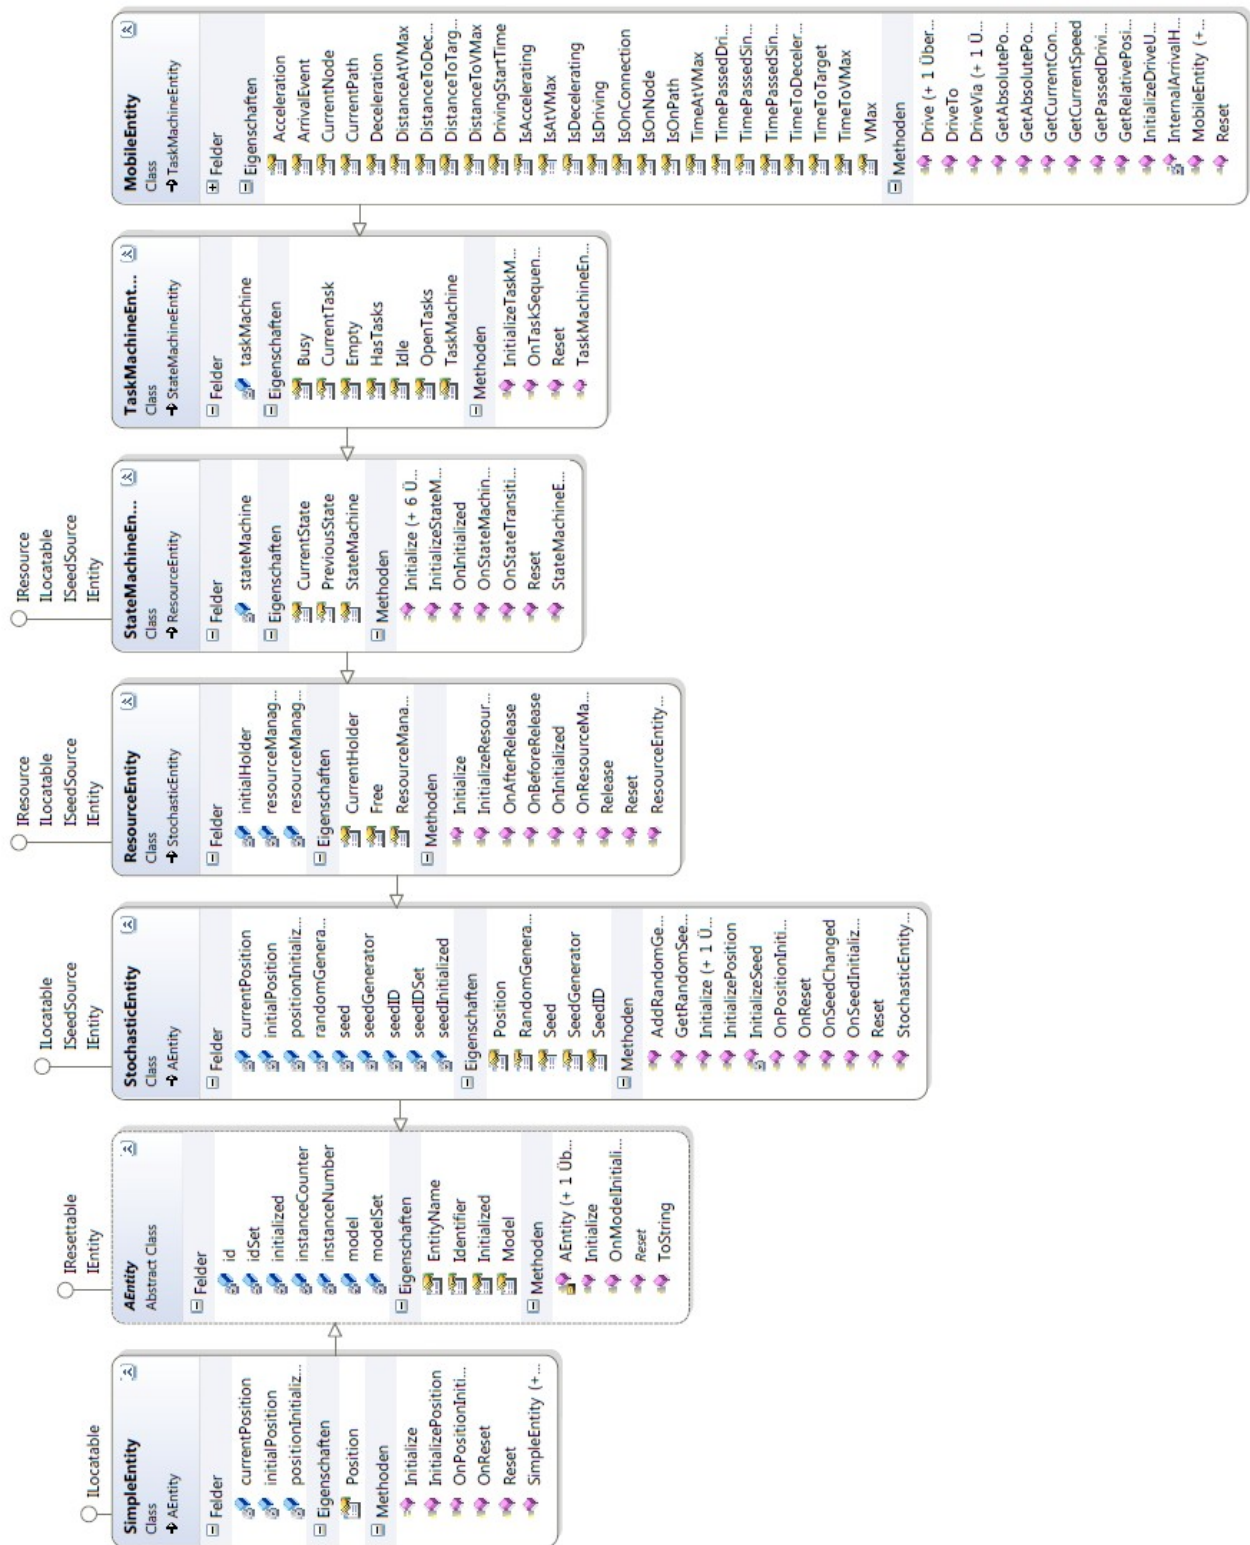 ILocatable
SimpleEntity
Class
AEntity
Felder
currentPosition
initialPosition
positionInitializ...
Eigenschaften
Position
Methoden
Initialize
InitializePosition
OnPositionIniti...
OnReset
Reset
SimpleEntity (+...
IResettable
IEntity
AEntity
Abstract Class
Felder
id
idSet
initialized
instanceCounter
instanceNumber
model
modelSet
Eigenschaften
EntityName
Identifier
Initialized
Model
Methoden
AEntity (+ 1 Üb...
Initialize
OnModelInitiali...
Reset
ToString
ILocatable
ISeedSource
IEntity
StochasticEntity
Class
AEntity
Felder
currentPosition
initialPosition
positionInitializ...
randomGenera...
seed
seedGenerator
seedID
seedIDSet
seedInitialized
Eigenschaften
Position
RandomGenera...
Seed
SeedGenerator
SeedID
Methoden
AddRandomGe...
GetRandomSee...
Initialize (+ 1 Ü...
InitializePosition
InitializeSeed
OnPositionIniti...
OnReset
OnSeedChanged
OnSeedInitializ...
Reset
StochasticEntity...
IResource
ILocatable
ISeedSource
IEntity
ResourceEntity
Class
StochasticEntity
Felder
initialHolder
resourceManag...
resourceManag...
Eigenschaften
CurrentHolder
Free
ResourceMana...
Methoden
Initialize
InitializeResour...
OnAfterRelease
OnBeforeRelease
OnInitialized
OnResourceMa...
Release
Reset
ResourceEntity...
IResource
ILocatable
ISeedSource
IEntity
StateMachineEn...
Class
ResourceEntity
Felder
stateMachine
Eigenschaften
CurrentState
PreviousState
StateMachine
Methoden
Initialize (+ 6 Ü...
InitializeStateM...
OnInitialized
OnStateMachin...
OnStateTransiti...
Reset
StateMachineE...
TaskMachineEnt...
Class
StateMachineEntity
Felder
taskMachine
Eigenschaften
Busy
CurrentTask
Empty
HasTasks
Idle
OpenTasks
TaskMachine
Methoden
InitializeTaskM...
OnTaskSequen...
Reset
TaskMachineEn...
MobileEntity
Class
TaskMachineEntity
Felder
Eigenschaften
Acceleration
ArrivalEvent
CurrentNode
CurrentPath
Deceleration
DistanceAtVMax
DistanceToDec...
DistanceToTarg...
DistanceToVMax
DrivingStartTime
IsAccelerating
IsAtVMax
IsDecelerating
IsDriving
IsOnConnection
IsOnNode
IsOnPath
TimeAtVMax
TimePassedDri...
TimePassedSin...
TimePassedSin...
TimeToDeceler...
TimeToTarget
TimeToVMax
VMax
Methoden
Drive (+ 1 Über...
DriveTo
DriveVia (+ 1 Ü...
GetAbsolutePo...
GetAbsolutePo...
GetCurrentCon...
GetCurrentSpeed
GetPassedDrivi...
GetRelativePosi...
InitializeDriveU...
InternalArrivalH...
MobileEntity (+...
Reset